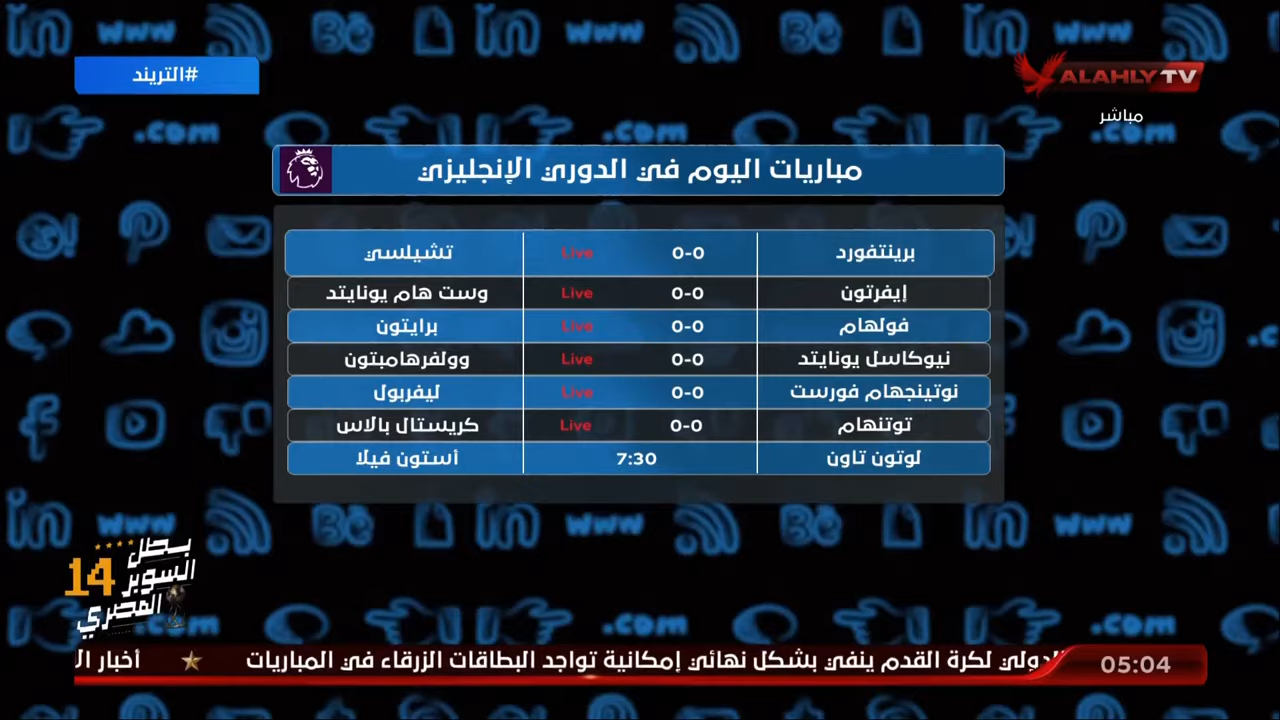 #التريند
ALAHLY TV
مباشر
مباريات اليوم في الدوري الإنجليزي
برينتفورد 0-0 Live تشيلسي
إيفرتون 0-0 Live وست هام يونايتد
فولهام 0-0 Live برايتون
نيوكاسل يونايتد 0-0 Live وولفرهامبتون
نوتينجهام فورست 0-0 Live ليفربول
توتنهام 0-0 Live كريستال بالاس
لوتون تاون 7:30 أستون فيلا
بطل
السوبر 14
المصري
05:04 الدولي لكرة القدم ينفي بشكل نهائي إمكانية تواجد البطاقات الزرقاء في المباريات ★ أخبار ال